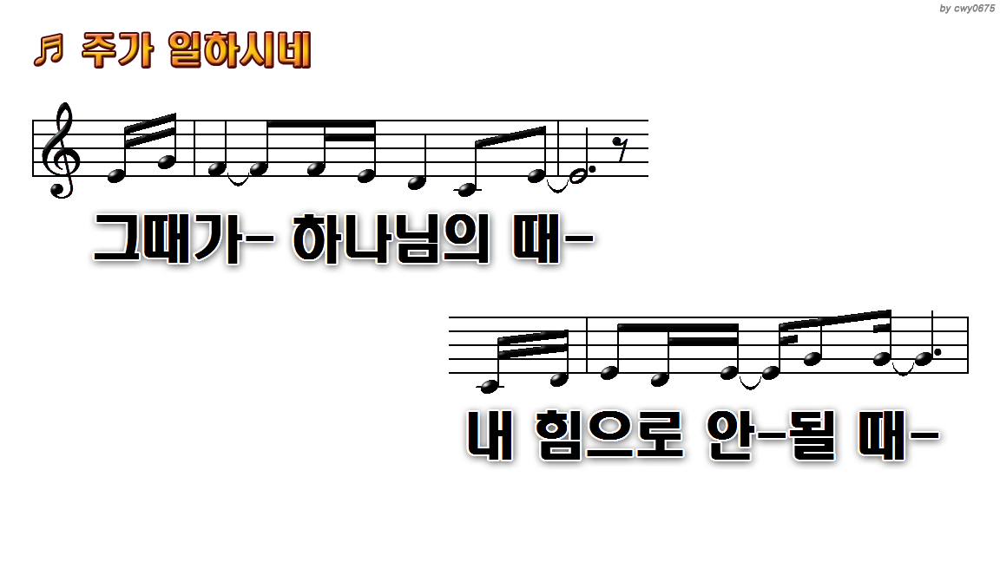 by cwy0675
♬ 주가 일하시네
그때가- 하나님의 때-
내 힘으로 안-될 때-